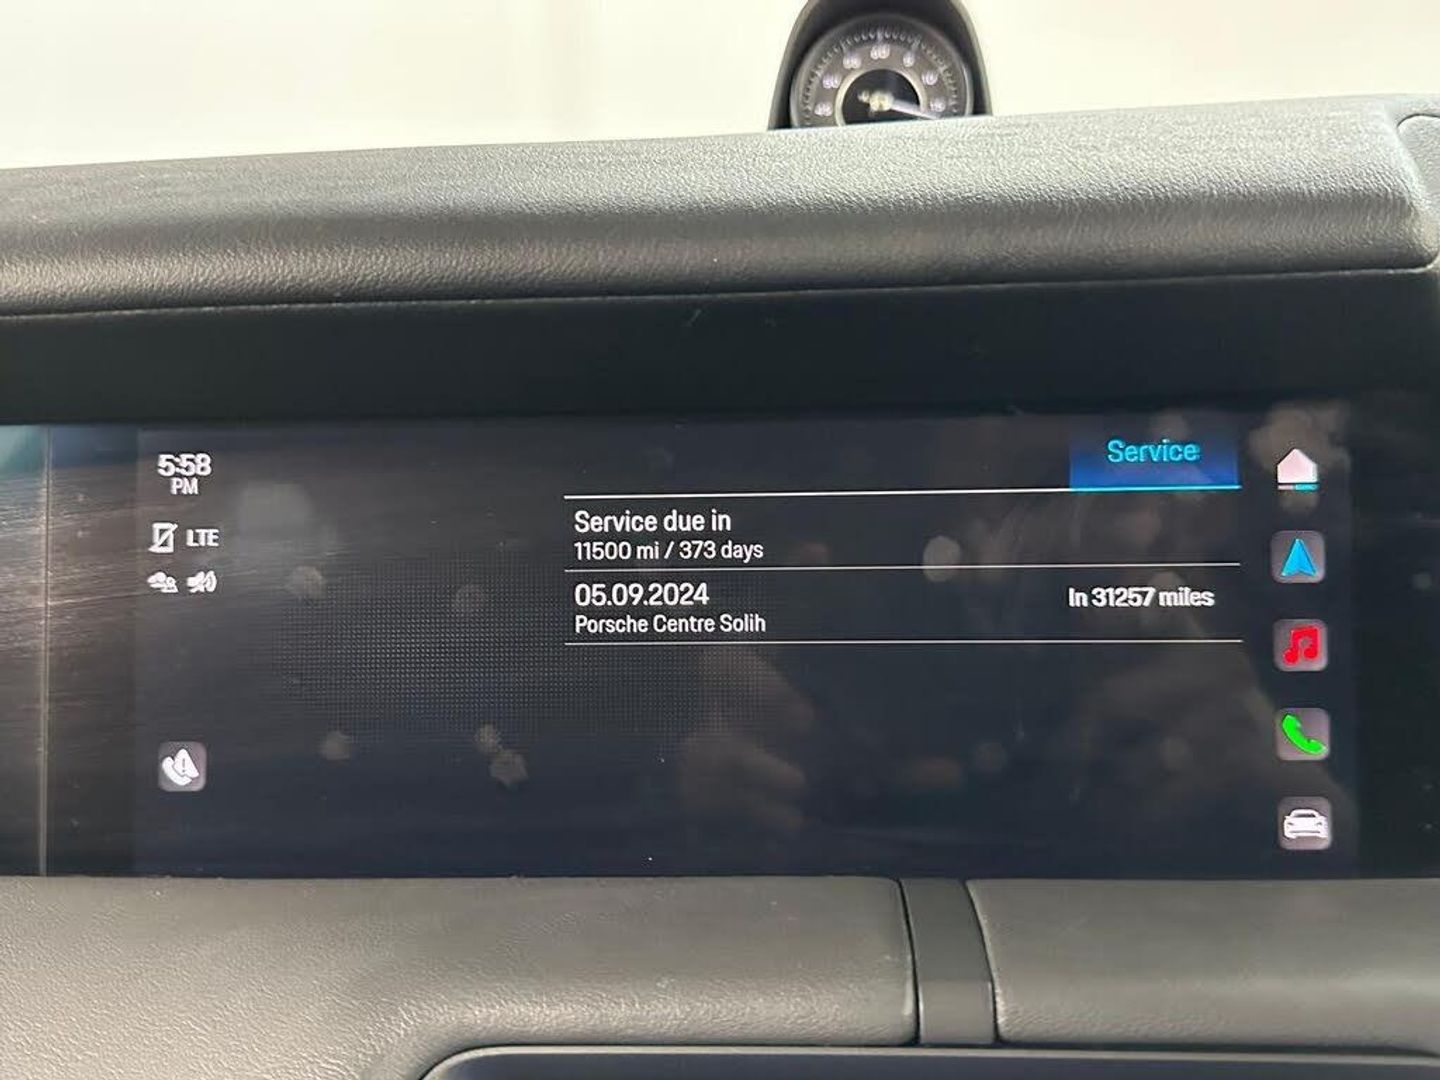 5:58
PM
LTE
Service
Service due in
11500 mi / 373 days
05.09.2024
In 31257 miles
Porsche Centre Solih